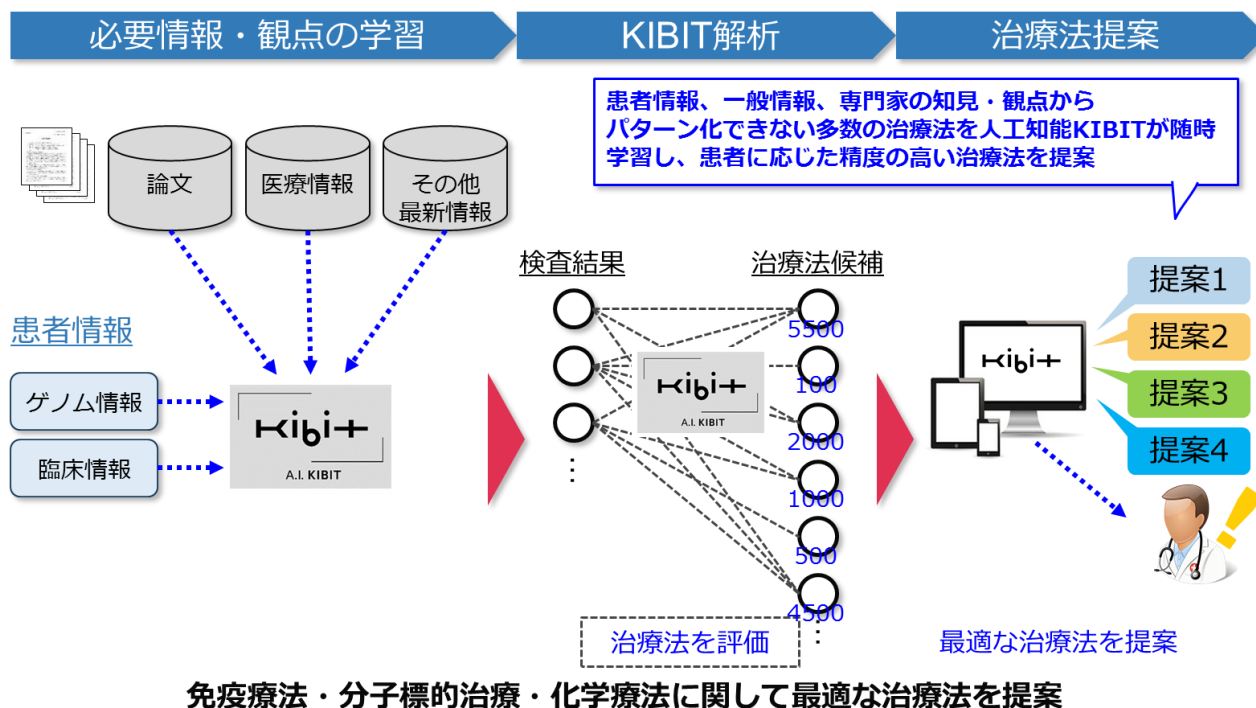 必要情報・観点の学習
KIBIT解析
治療法提案
患者情報、一般情報、専門家の知見・観点から
パターン化できない多数の治療法を人工知能KIBITが随時
学習し、患者に応じた精度の高い治療法を提案
論文
医療情報
その他
最新情報
患者情報
ゲノム情報
臨床情報
kibit
A.I. KIBIT
検査結果
治療法候補
5500
100
2000
1000
500
4500
⋮
⋮
kibit
A.I. KIBIT
治療法を評価
kibit
提案1
提案2
提案3
提案4
最適な治療法を提案
免疫療法・分子標的治療・化学療法に関して最適な治療法を提案